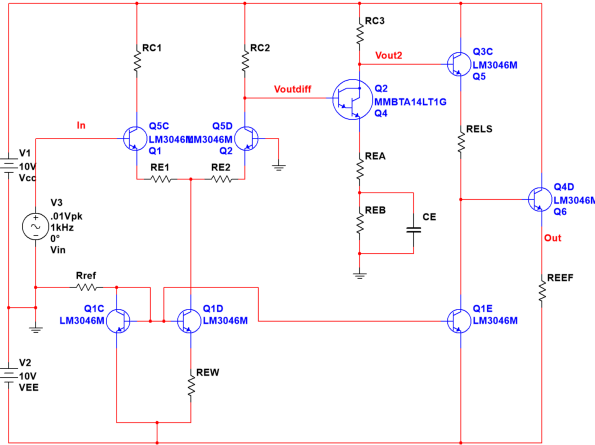 RC1
RC2
RC3
Vout2
Q3C
LM3046M
Q5
Voutdiff
Q2
MMBTA14LT1G
Q4
In
Q5C
LM3046M
Q1
Q5D
LM3046M
Q2
RELS
V1
10V
Vcc
RE1
RE2
REA
Q4D
LM3046M
Q6
V3
.01Vpk
1kHz
0°
Vin
REB
CE
Out
Rref
REEF
Q1C
LM3046M
Q1D
LM3046M
Q1E
LM3046M
V2
10V
VEE
REW